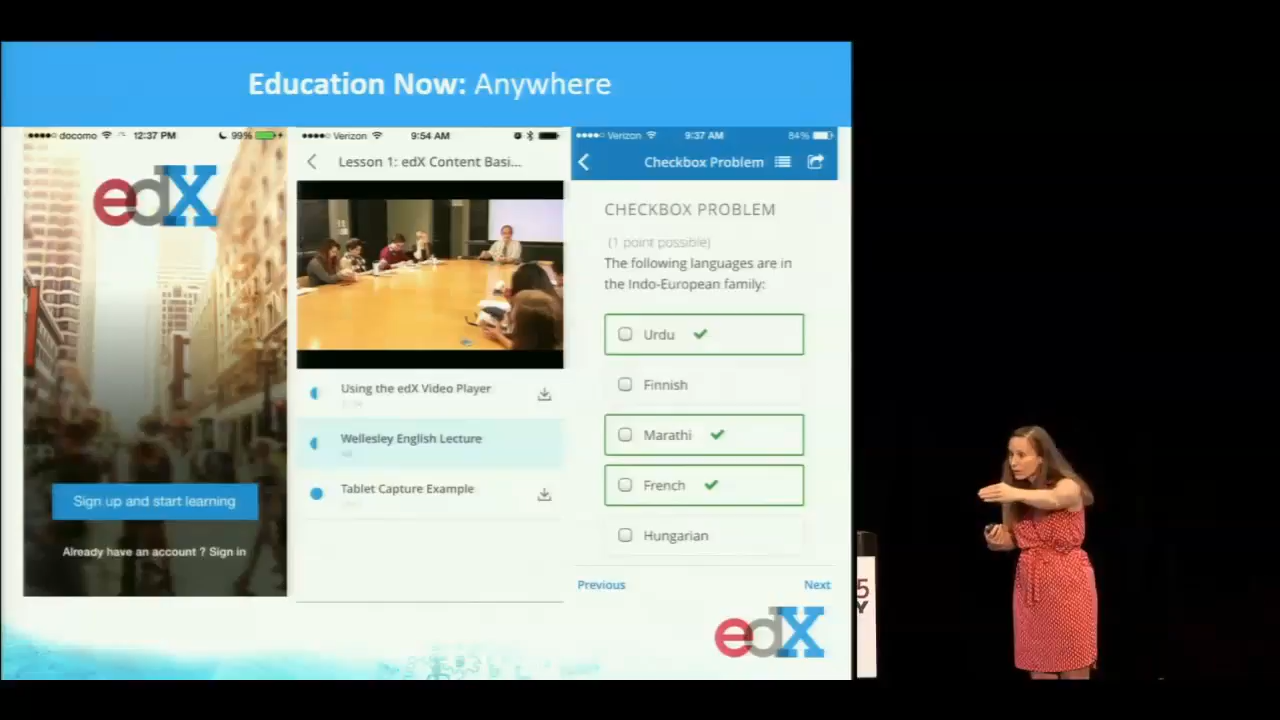 Education Now: Anywhere
docomo 12:37 PM 99%
edX
Sign up and start learning
Already have an account ? Sign in
Verizon 9:54 AM
Lesson 1: edX Content Basi...
Using the edX Video Player
Wellesley English Lecture
Tablet Capture Example
Verizon 9:37 AM 84%
Checkbox Problem
CHECKBOX PROBLEM
(1 point possible)
The following languages are in
the Indo-European family:
Urdu
Finnish
Marathi
French
Hungarian
Previous
Next
edX
5
Y